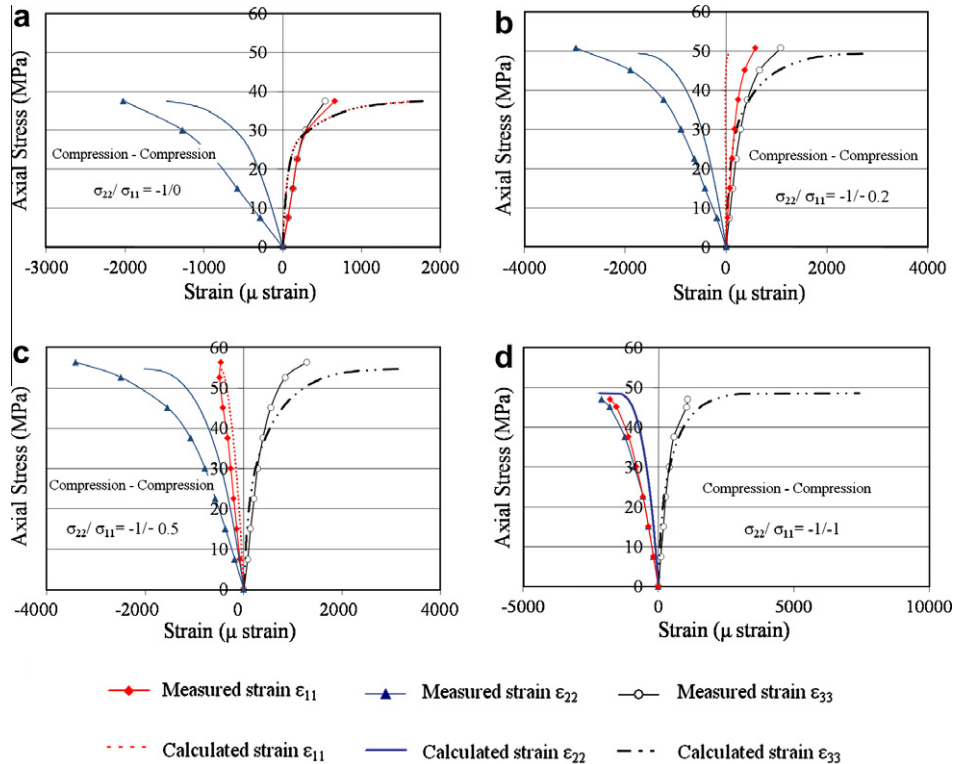 a
60
50
40
30
20
10
0
Axial Stress (MPa)
Compression - Compression
σ22/ σ11 = -1/0
-3000 -2000 -1000 0 1000 2000
Strain (μ strain)
b
60
50
40
30
20
10
0
Axial Stress (MPa)
Compression - Compression
σ22/ σ11= -1/- 0.2
-4000 -2000 0 2000 4000
Strain (μ strain)
c
60
50
40
30
20
10
0
Axial Stress (MPa)
Compression - Compression
σ22/ σ11= -1/- 0.5
-4000 -2000 0 2000 4000
Strain (μ strain)
d
60
50
40
30
20
10
0
Axial Stress (MPa)
Compression - Compression
σ22/ σ11= -1/-1
-5000 0 5000 10000
Strain (μ strain)
Measured strain ε11 Measured strain ε22 Measured strain ε33
Calculated strain ε11 Calculated strain ε22 Calculated strain ε33